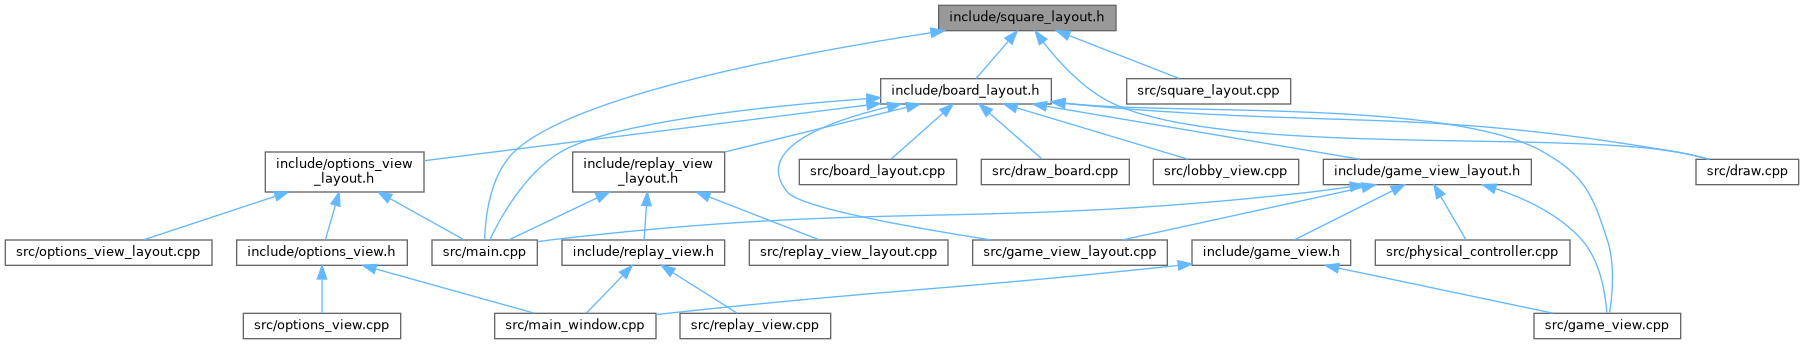 include/square_layout.h
include/board_layout.h
src/square_layout.cpp
include/options_view
_layout.h
include/replay_view
_layout.h
src/board_layout.cpp
src/draw_board.cpp
src/lobby_view.cpp
include/game_view_layout.h
src/draw.cpp
src/options_view_layout.cpp
include/options_view.h
src/main.cpp
include/replay_view.h
src/replay_view_layout.cpp
src/game_view_layout.cpp
include/game_view.h
src/physical_controller.cpp
src/options_view.cpp
src/main_window.cpp
src/replay_view.cpp
src/game_view.cpp